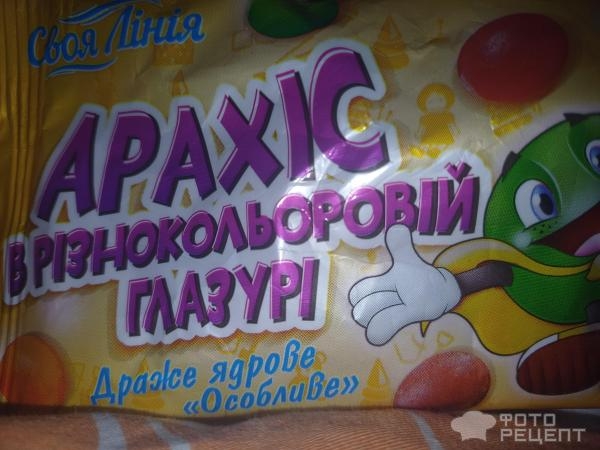 Своя Лінія
АРАХІС
В РІЗНОКОЛЬОРОВІЙ
ГЛАЗУРІ
Драже ядрове
«Особливе»
ФОТО
РЕЦЕПТ